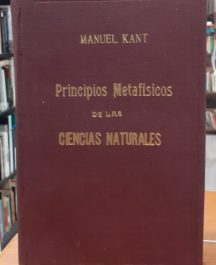 MANUEL KANT
Principios Metafísicos
DE LAS
CIENCIAS NATURALES